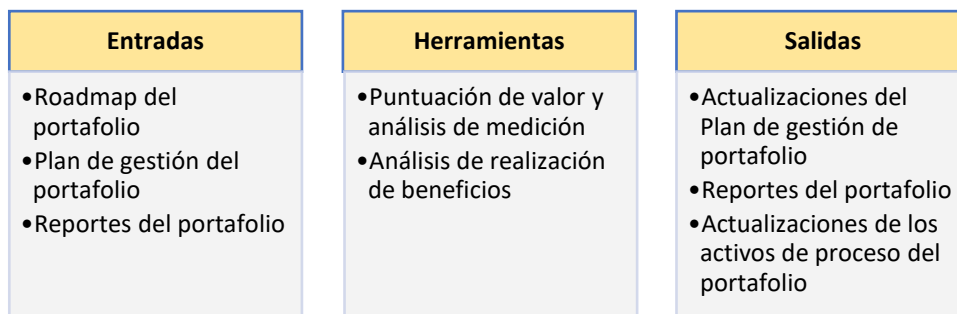 Entradas
•Roadmap del
portafolio
•Plan de gestión del
portafolio
•Reportes del portafolio
Herramientas
•Puntuación de valor y
análisis de medición
•Análisis de realización
de beneficios
Salidas
•Actualizaciones del
Plan de gestión de
portafolio
•Reportes del portafolio
•Actualizaciones de los
activos de proceso del
portafolio